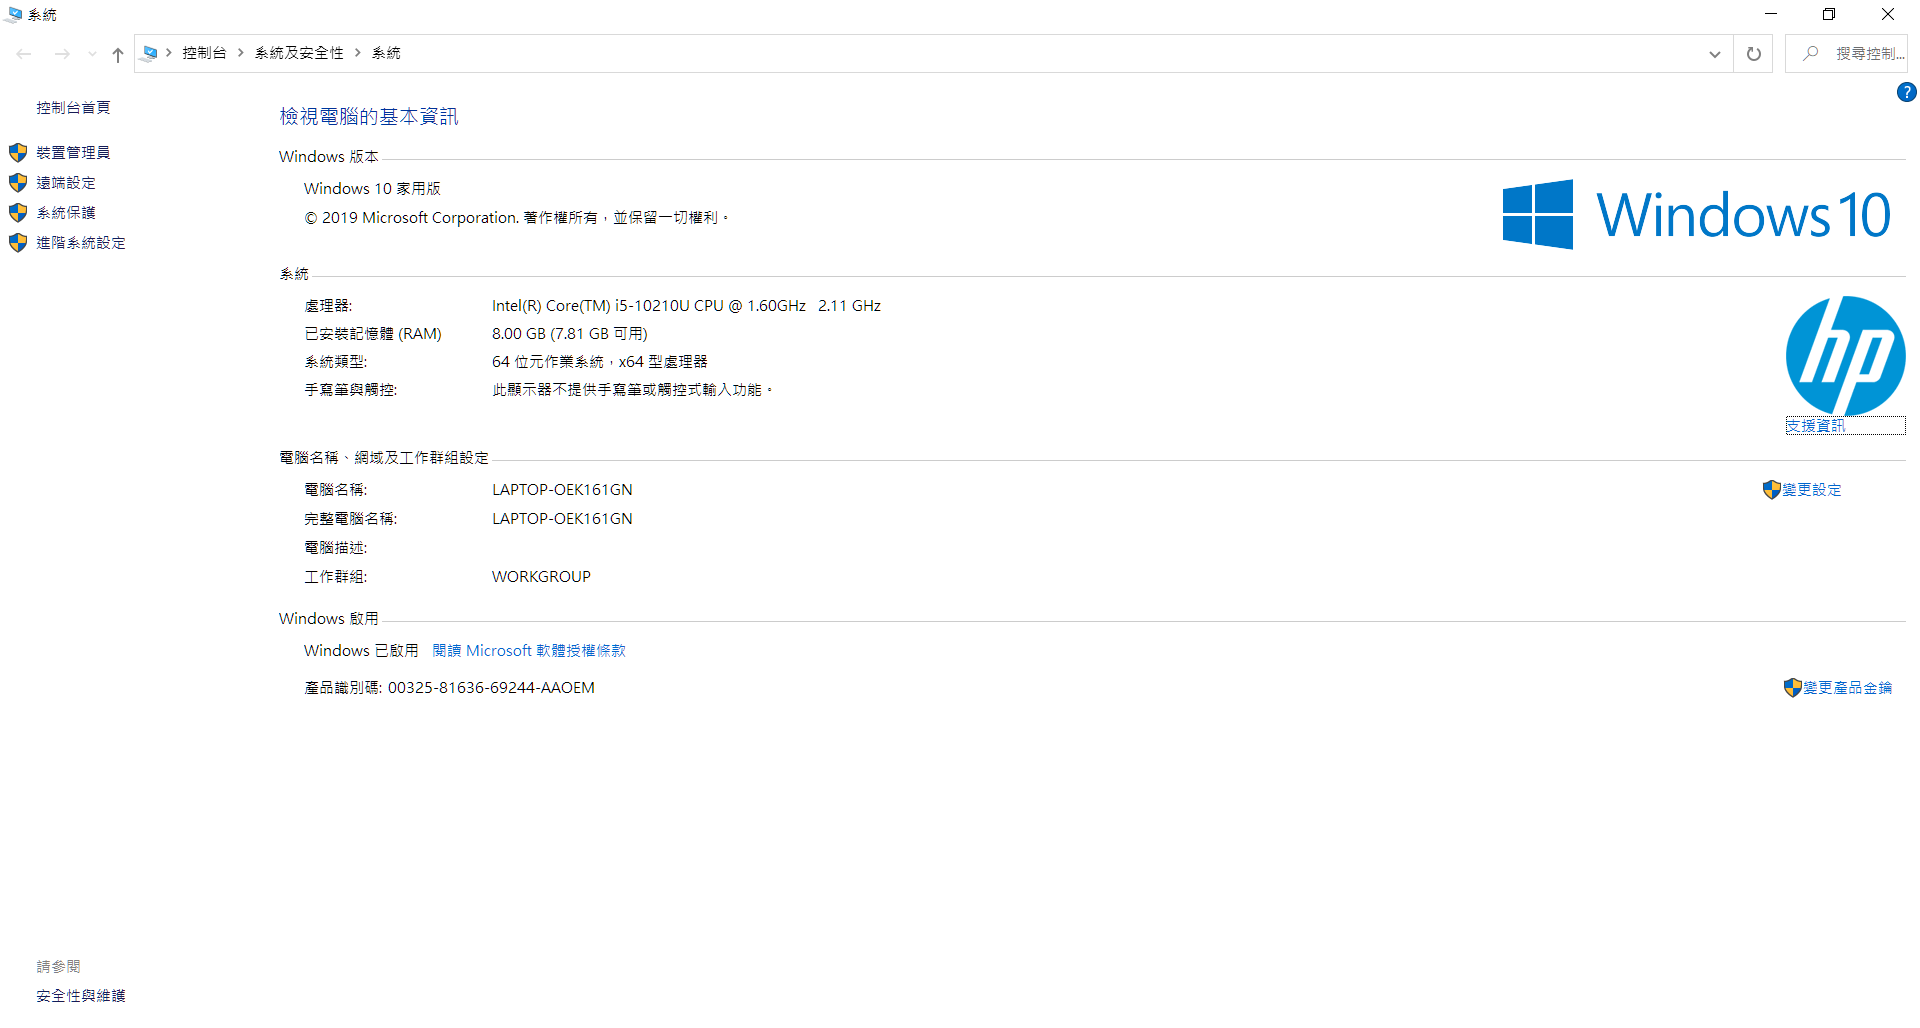 系統
控制台 系統及安全性 系統
搜尋控制...
控制台首頁
裝置管理員
遠端設定
系統保護
進階系統設定
檢視電腦的基本資訊
Windows 版本
Windows 10 家用版
© 2019 Microsoft Corporation. 著作權所有，並保留一切權利。
Windows 10
系統
處理器: Intel(R) Core(TM) i5-10210U CPU @ 1.60GHz 2.11 GHz
已安裝記憶體 (RAM) 8.00 GB (7.81 GB 可用)
系統類型: 64 位元作業系統，x64 型處理器
手寫筆與觸控: 此顯示器不提供手寫筆或觸控式輸入功能。
hp
支援資訊
電腦名稱、網域及工作群組設定
電腦名稱: LAPTOP-OEK161GN 變更設定
完整電腦名稱: LAPTOP-OEK161GN
電腦描述:
工作群組: WORKGROUP
Windows 啟用
Windows 已啟用 閱讀 Microsoft 軟體授權條款
產品識別碼: 00325-81636-69244-AAOEM 變更產品金鑰
請參閱
安全性與維護